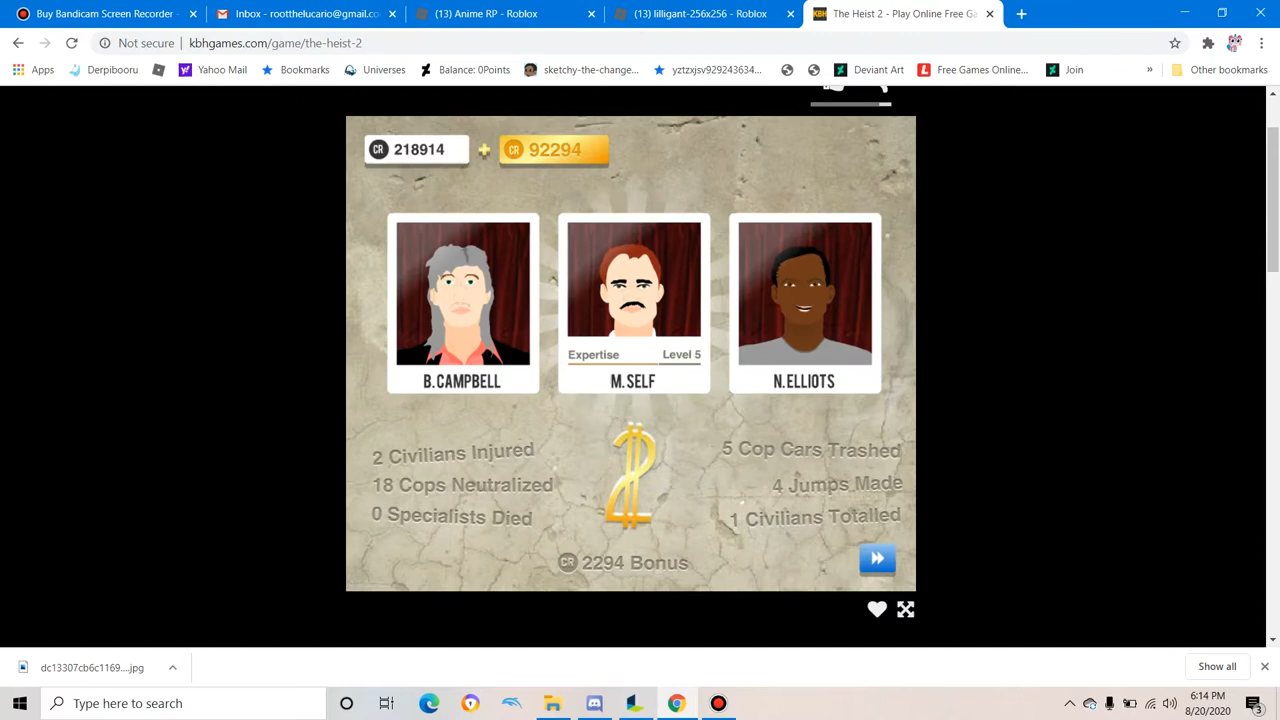 Buy Bandicam Screen Recorder
Inbox - rootthelucario@gmail.co
(13) Anime RP - Roblox
(13) lilligant-256x256 - Roblox
KBH The Heist 2 - Play Online Free Ga
Not secure | kbhgames.com/game/the-heist-2
Apps Derpibooru Yahoo Mail Bookmarks Universes Balance: 0Points sketchy-the-change... yztzxjsv929243634... Deviant Art Free Games Online... Join » Other bookmarks
CR 218914 + CR 92294
Expertise Level 5
B. CAMPBELL M. SELF N. ELLIOTS
2 Civilians Injured
18 Cops Neutralized
0 Specialists Died
2
5 Cop Cars Trashed
4 Jumps Made
1 Civilians Totalled
CR 2294 Bonus
dc13307cb6c1169....jpg
Show all
Type here to search
6:14 PM
8/20/2020
3